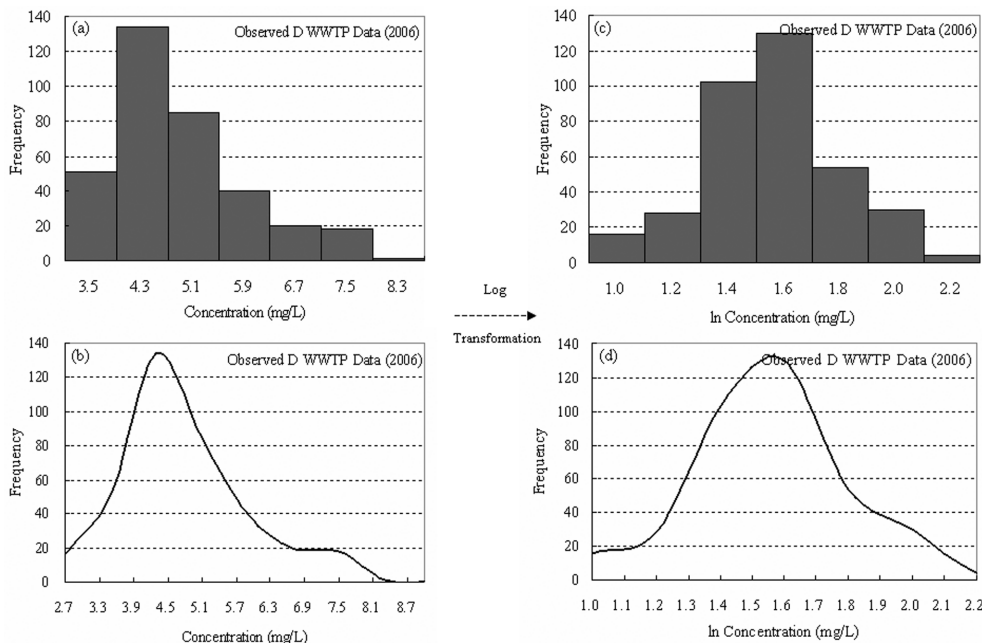 (a) Observed D WWTP Data (2006)
140
120
100
80
60
40
20
0
Frequency
3.5 4.3 5.1 5.9 6.7 7.5 8.3
Concentration (mg/L)
(c) Observed D WWTP Data (2006)
140
120
100
80
60
40
20
0
Frequency
1.0 1.2 1.4 1.6 1.8 2.0 2.2
ln Concentration (mg/L)
Log
Transformation
(b) Observed D WWTP Data (2006)
140
120
100
80
60
40
20
0
Frequency
2.7 3.3 3.9 4.5 5.1 5.7 6.3 6.9 7.5 8.1 8.7
Concentration (mg/L)
(d) Observed D WWTP Data (2006)
140
120
100
80
60
40
20
0
Frequency
1.0 1.1 1.2 1.3 1.4 1.5 1.6 1.7 1.8 1.9 2.0 2.1 2.2
ln Concentration (mg/L)